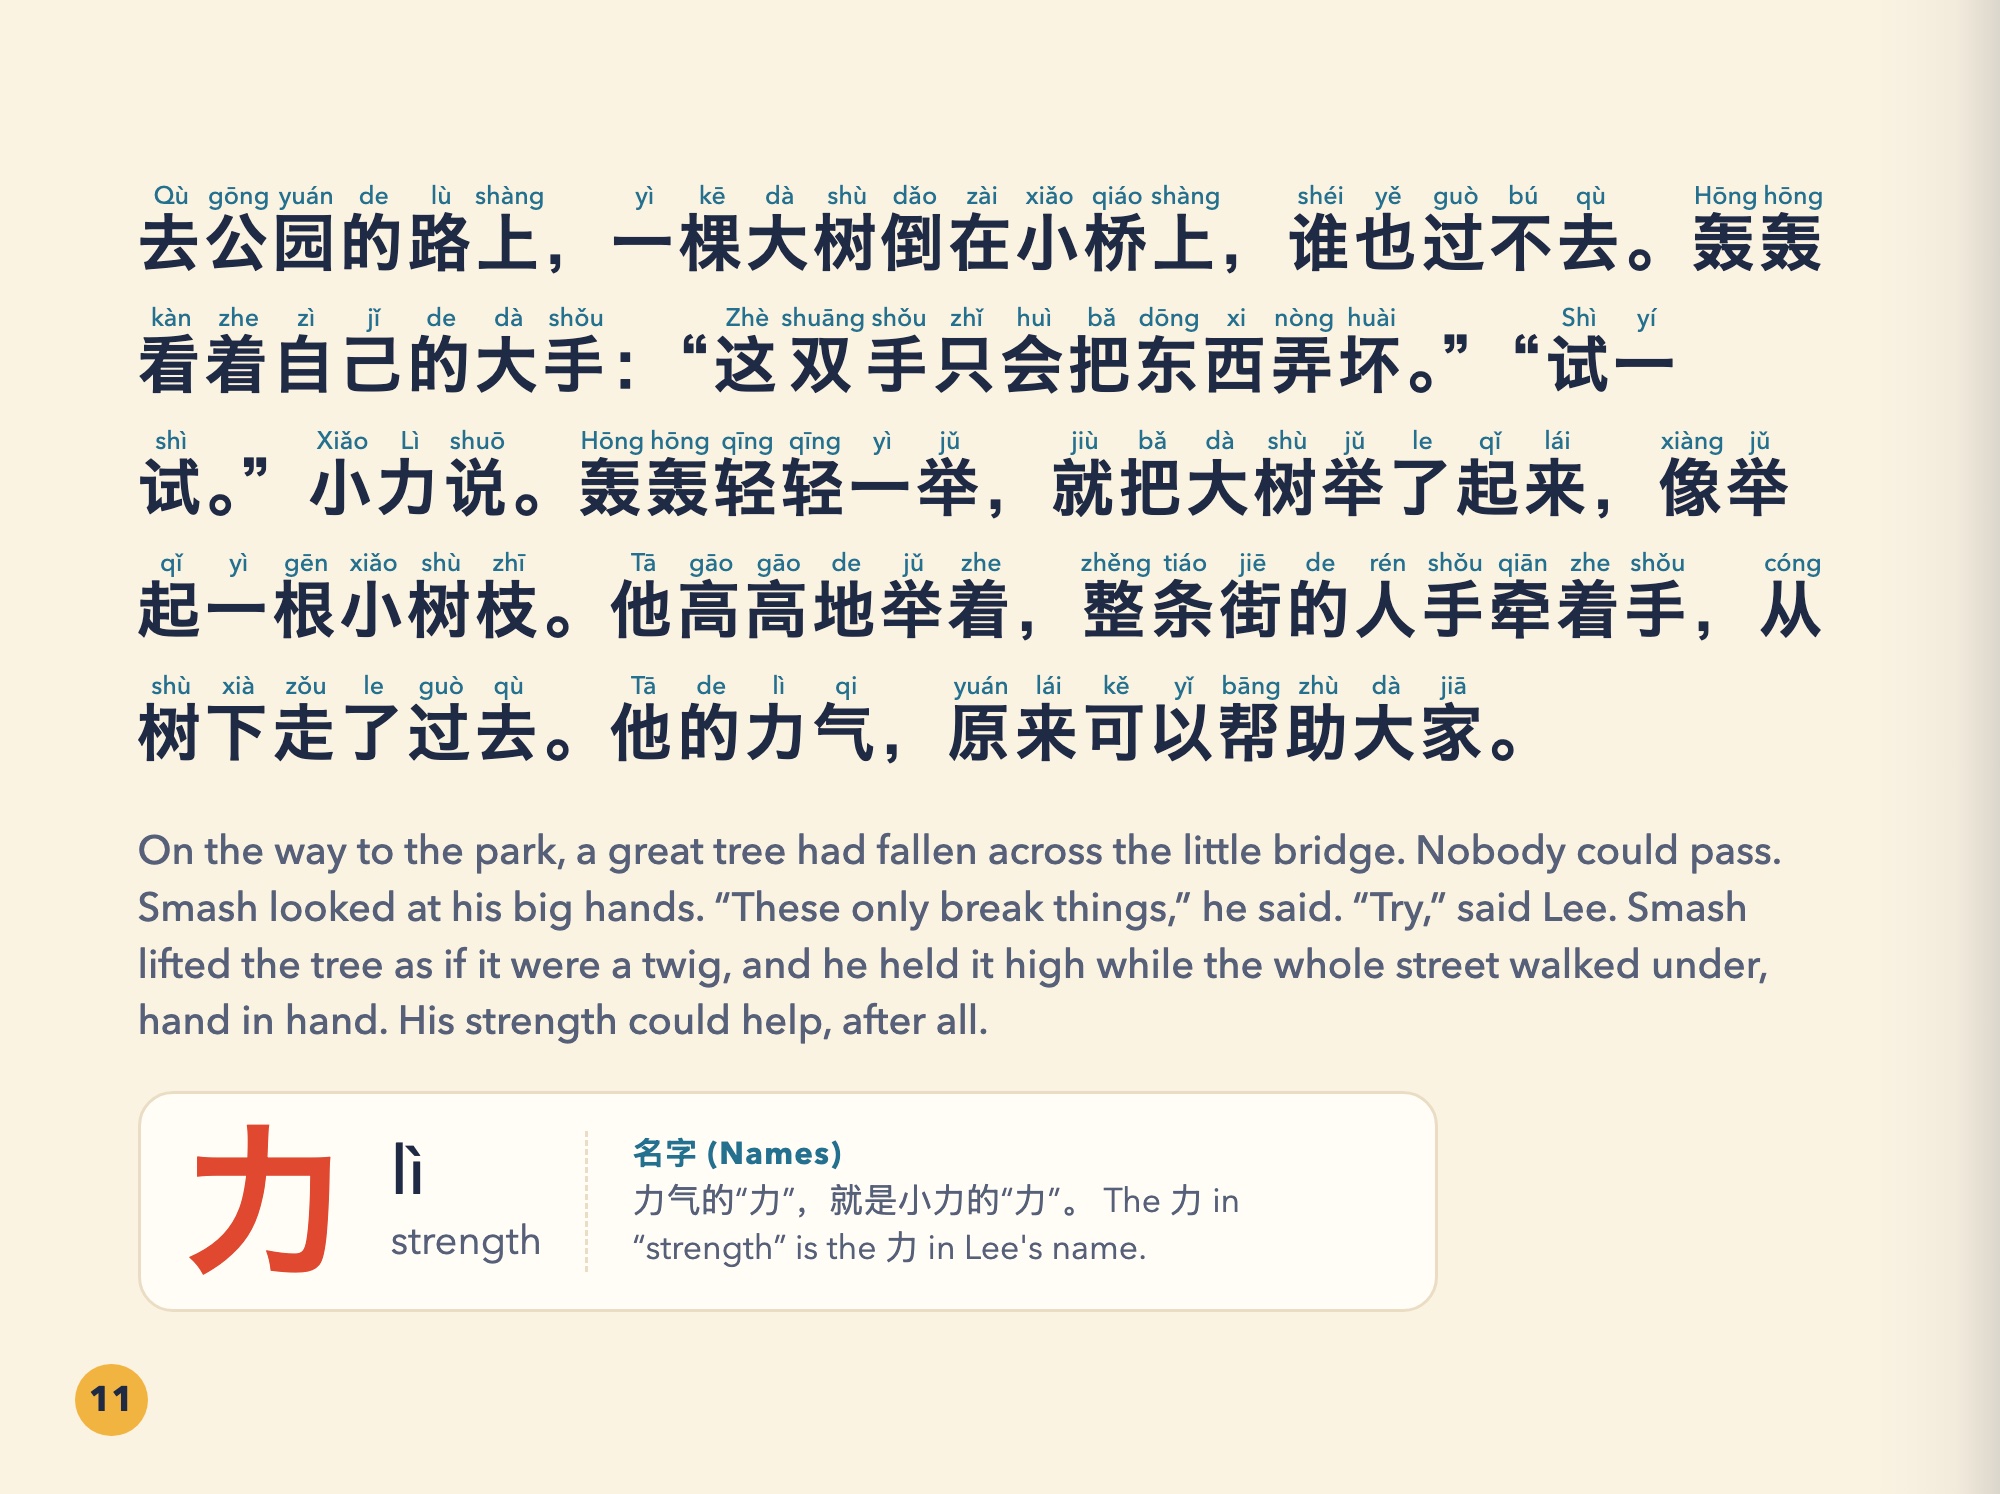 Qù gōng yuán de lù shàng yì kē dà shù dǎo zài xiǎo qiáo shàng shéi yě guò bú qù Hōng hōng
去公园的路上，一棵大树倒在小桥上，谁也过不去。轰轰
kàn zhe zì jǐ de dà shǒu Zhè shuāng shǒu zhǐ huì bǎ dōng xi nòng huài Shì yí
看着自己的大手：“这双手只会把东西弄坏。”“试一
shì Xiǎo Lì shuō Hōng hōng qīng qīng yì jǔ jiù bǎ dà shù jǔ le qǐ lái xiàng jǔ
试。”小力说。轰轰轻轻一举，就把大树举了起来，像举
qǐ yì gēn xiǎo shù zhī Tā gāo gāo de jǔ zhe zhěng tiáo jiē de rén shǒu qiān zhe shǒu cóng
起一根小树枝。他高高地举着，整条街的人手牵着手，从
shù xià zǒu le guò qù Tā de lì qi yuán lái kě yǐ bāng zhù dà jiā
树下走了过去。他的力气，原来可以帮助大家。
On the way to the park, a great tree had fallen across the little bridge. Nobody could pass.
Smash looked at his big hands. “These only break things,” he said. “Try,” said Lee. Smash
lifted the tree as if it were a twig, and he held it high while the whole street walked under,
hand in hand. His strength could help, after all.
力
lì
strength
名字 (Names)
力气的“力”，就是小力的“力”。 The 力 in
“strength” is the 力 in Lee's name.
11